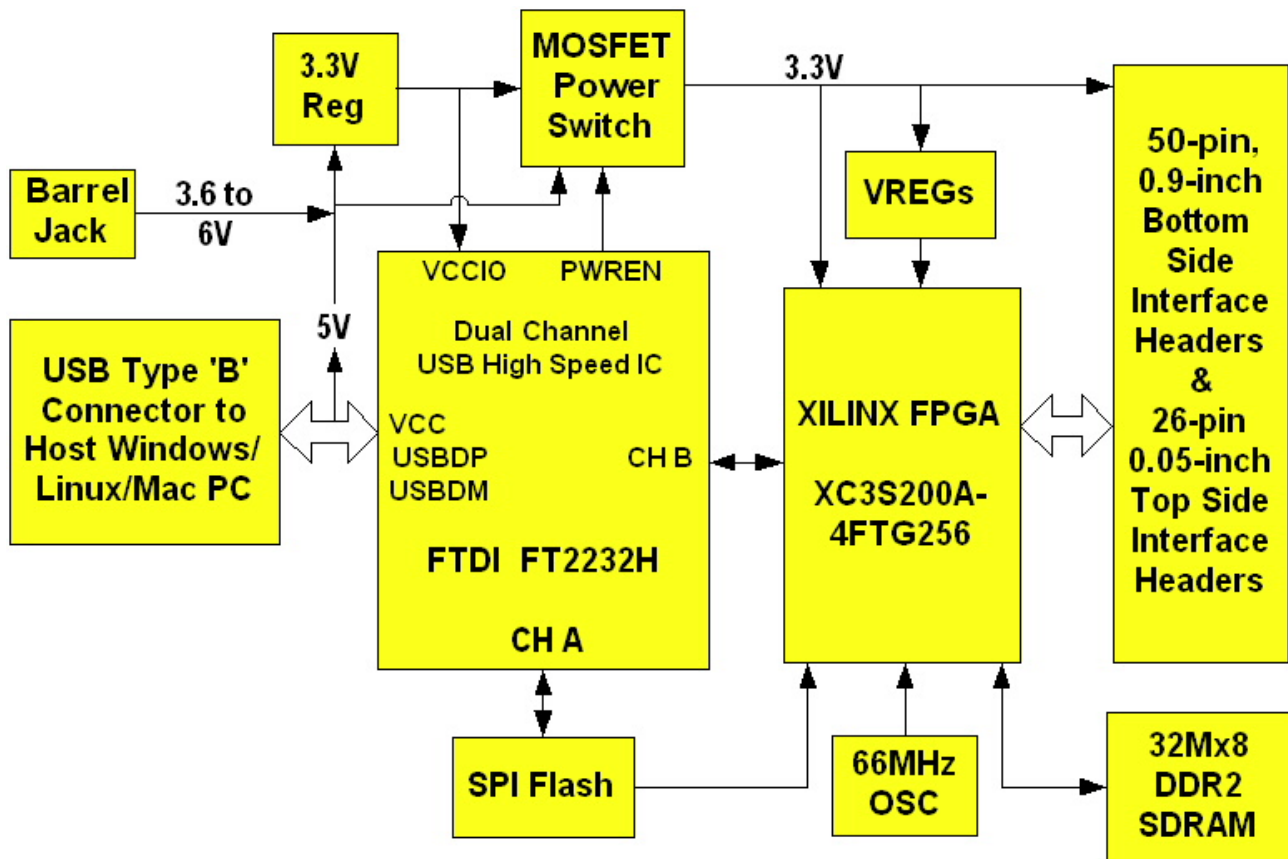 3.3V
Reg
MOSFET
Power
Switch
3.3V
Barrel
Jack
3.6 to
6V
VREGs
50-pin,
0.9-inch
Bottom
Side
Interface
Headers
&
26-pin
0.05-inch
Top Side
Interface
Headers
5V
USB Type 'B'
Connector to
Host Windows/
Linux/Mac PC
VCCIO
PWREN
Dual Channel
USB High Speed IC
VCC
USBDP
USBDM
CH B
FTDI FT2232H
CH A
XILINX FPGA
XC3S200A-
4FTG256
SPI Flash
66MHz
OSC
32Mx8
DDR2
SDRAM